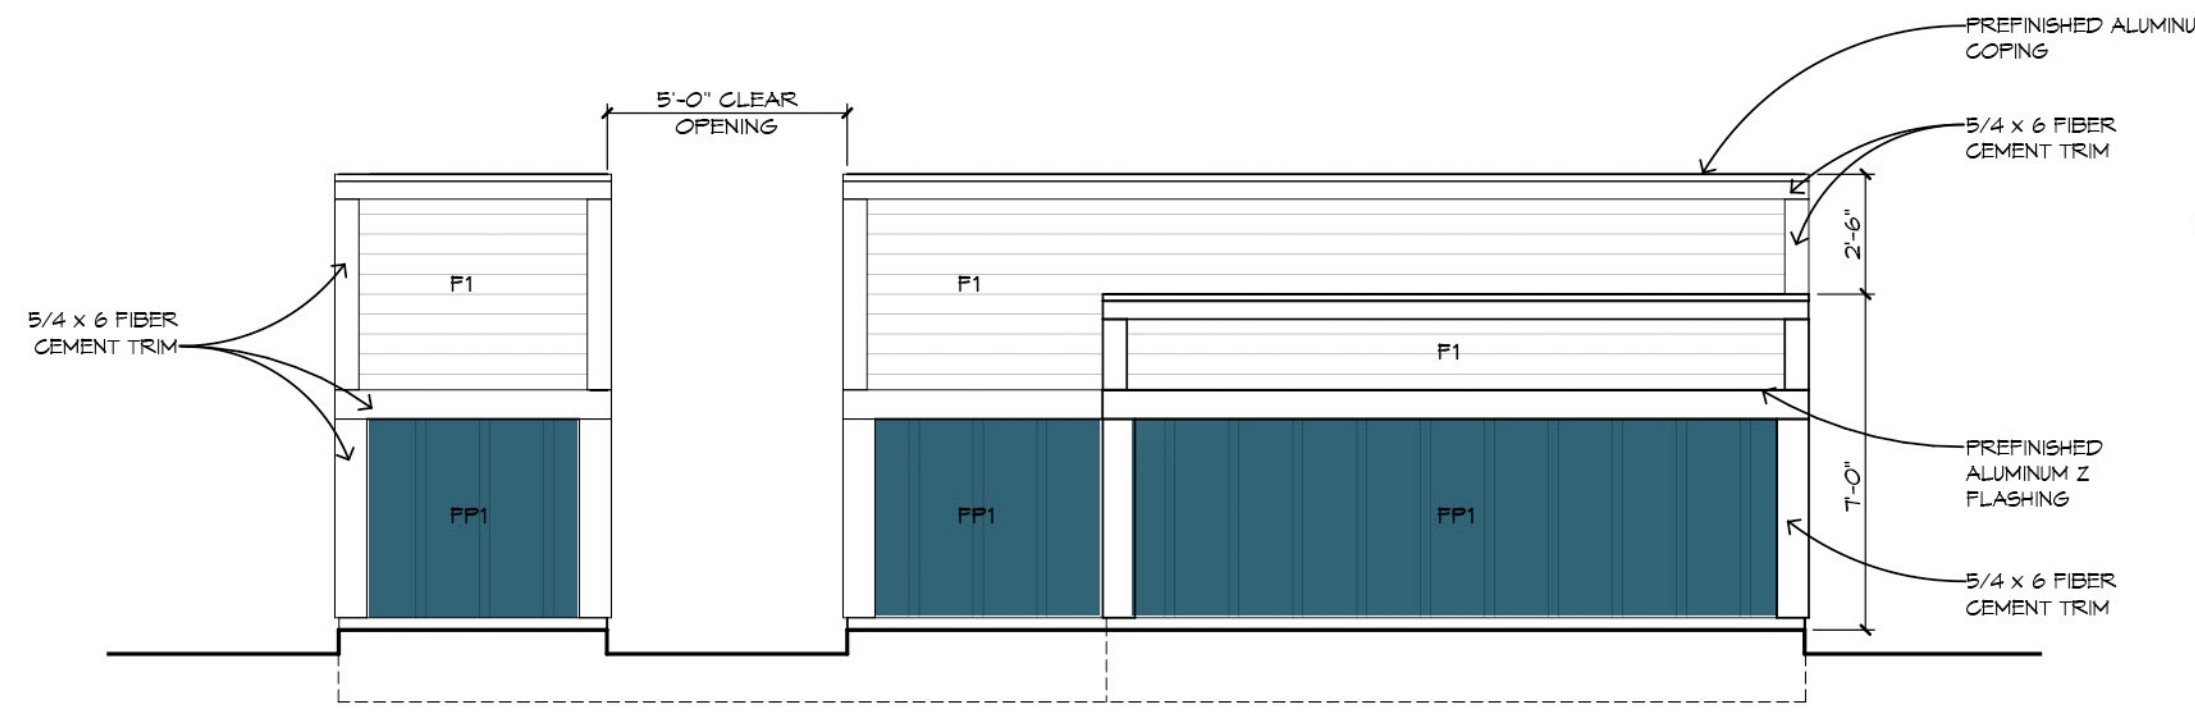 PREFINISHED ALUMINU
COPING
5'-0" CLEAR
OPENING
5/4 x 6 FIBER
CEMENT TRIM
2'-6"
F1
F1
5/4 x 6 FIBER
CEMENT TRIM
F1
PREFINISHED
ALUMINUM Z
FLASHING
7'-0"
FP1
FP1
FP1
5/4 x 6 FIBER
CEMENT TRIM